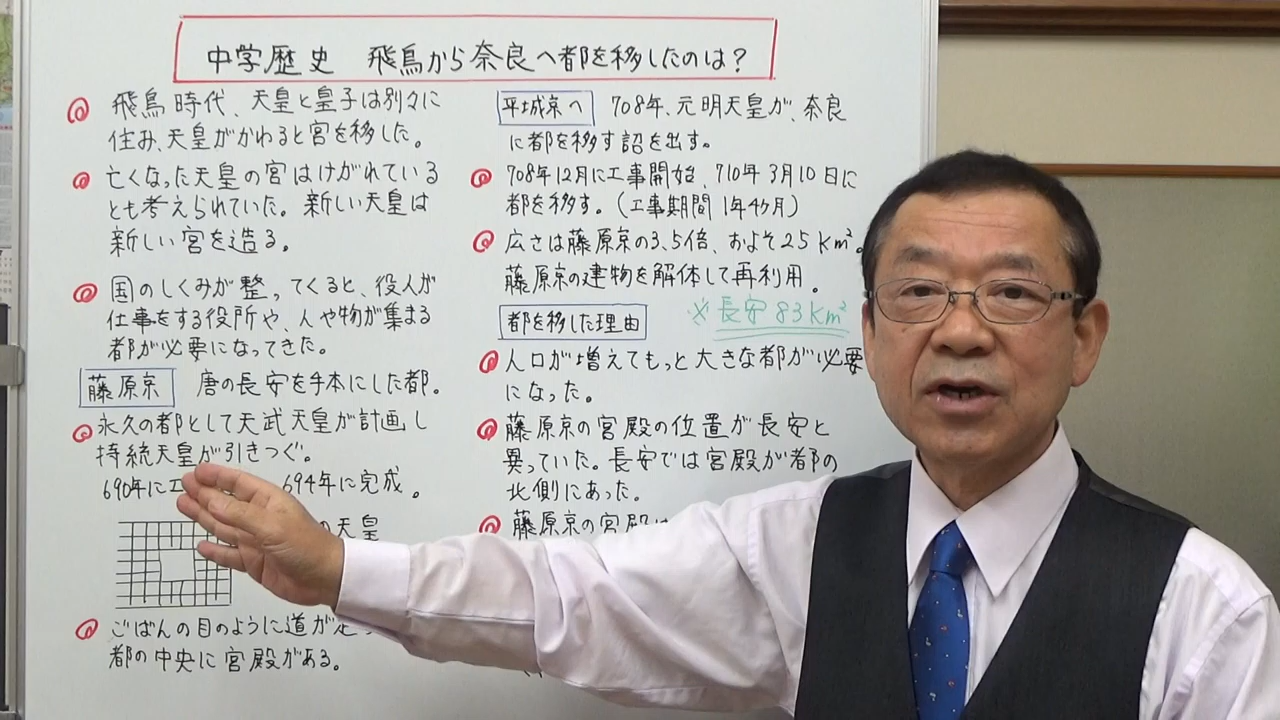 中学歴史 飛鳥から奈良へ都を移したのは?
飛鳥時代、天皇と皇子は別々に
住み、天皇がかわると宮を移した。
亡くなった天皇の宮はけがれている
とも考えられていた。新しい天皇は
新しい宮を造る。
国のしくみが整ってくると、役人が
仕事をする役所や、人や物が集まる
都が必要になってきた。
藤原京 唐の長安を手本にした都。
永久の都として天武天皇が計画し
持統天皇が引きつぐ。
690年に工 694年に完成。
の天皇
ごばんの目のように道が走
都の中央に宮殿がある。
平城京へ 708年、元明天皇が、奈良
に都を移す詔を出す。
708年12月に工事開始、710年3月10日に
都を移す。(工事期間1年4ヶ月)
広さは藤原京の3.5倍、およそ25km²。
藤原京の建物を解体して再利用。
都を移した理由 ※長安83km²
人口が増えてもっと大きな都が必要
になった。
藤原京の宮殿の位置が長安と
異っていた。長安では宮殿が都の
北側にあった。
藤原京の宮殿は